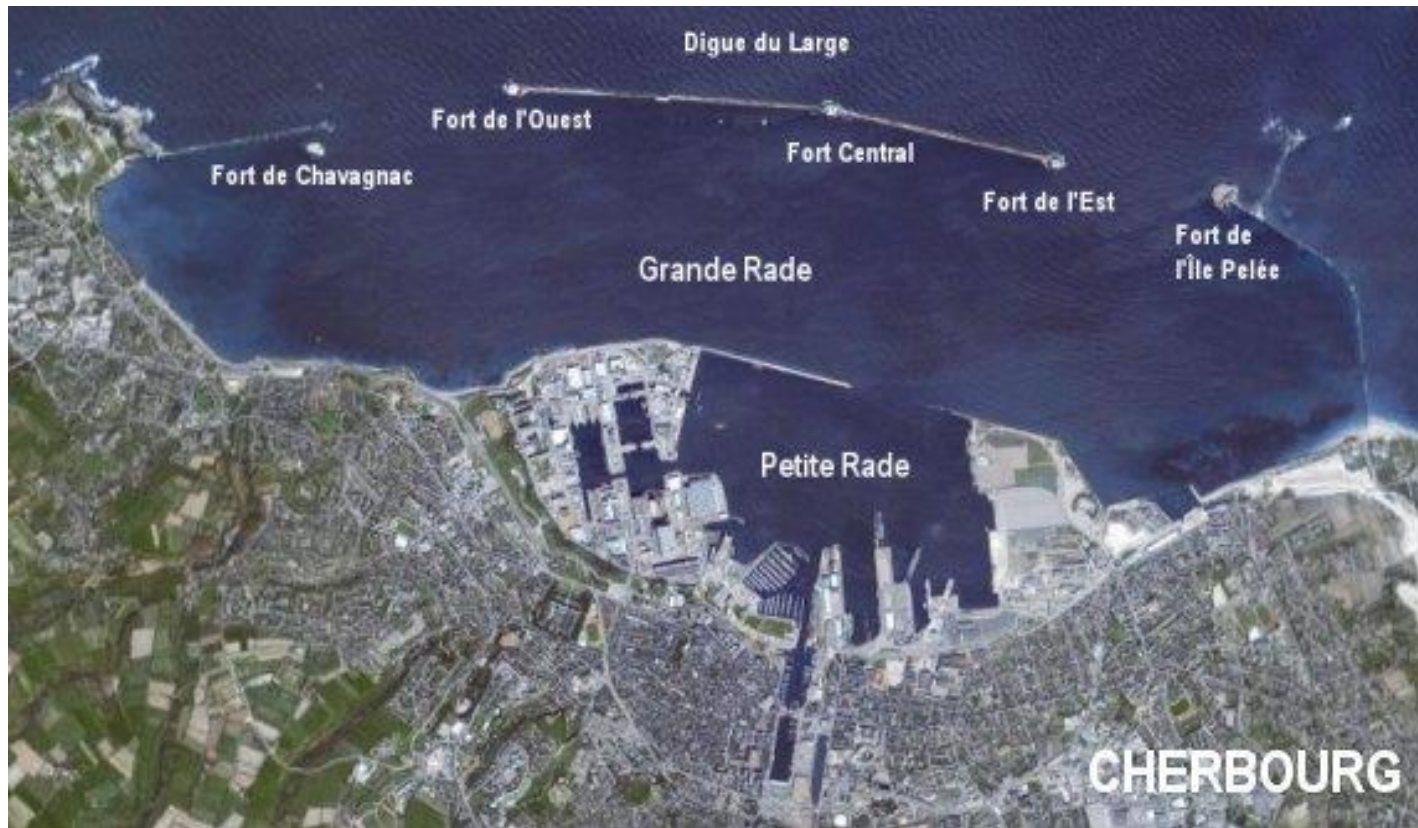 Digue du Large
Fort de l'Ouest
Fort Central
Fort de Chavagnac
Fort de l'Est
Fort de
l'Île Pelée
Grande Rade
Petite Rade
CHERBOURG